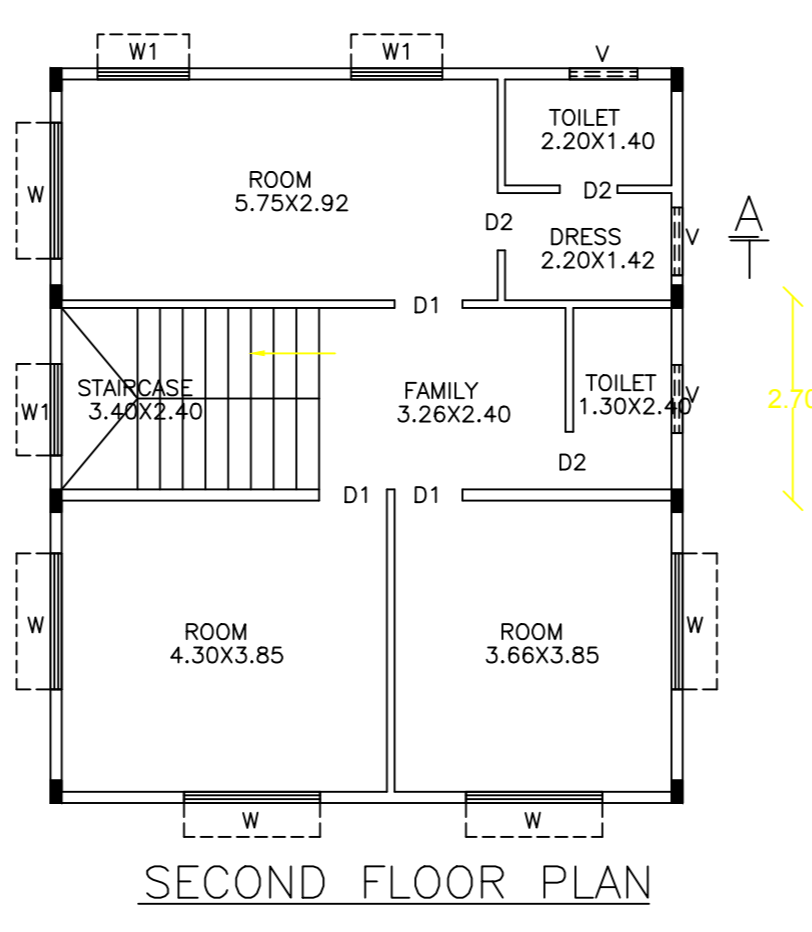 W1
W1
V
TOILET
2.20X1.40
ROOM
5.75X2.92
W
D2
D2
DRESS
2.20X1.42
V
A
D1
STAIRCASE
3.40X2.40
FAMILY
3.26X2.40
TOILET
1.30X2.40
V
2.70
W1
D2
D1
D1
W
ROOM
4.30X3.85
ROOM
3.66X3.85
W
W
W
SECOND FLOOR PLAN